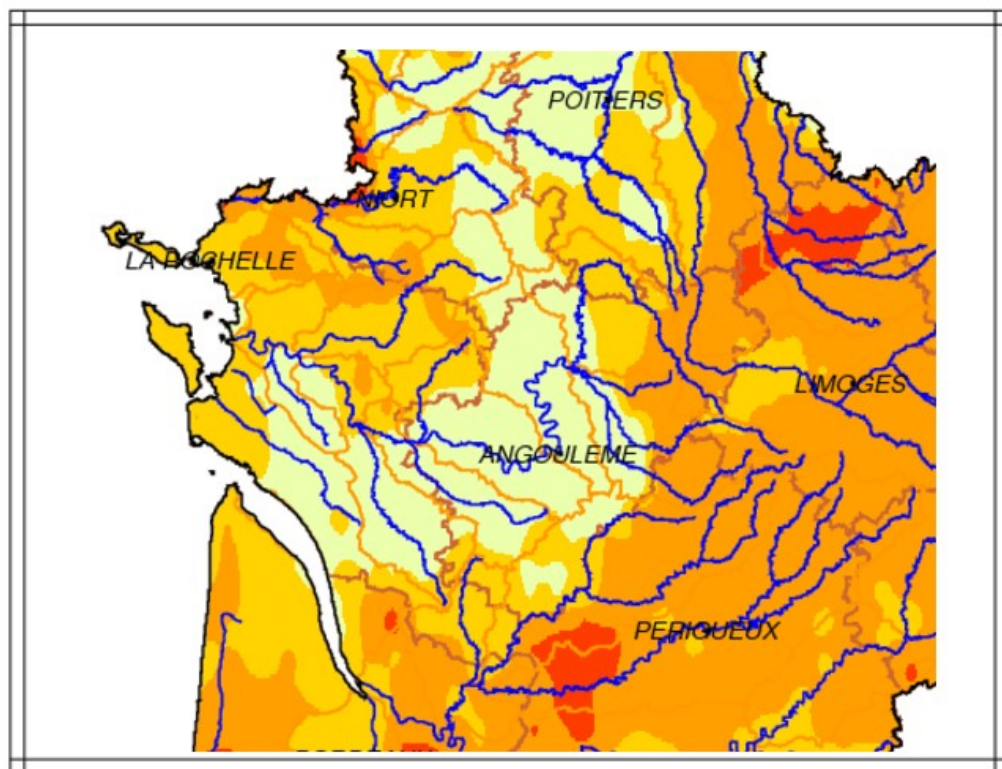 POITIERS
NIORT
LA ROCHELLE
LIMOGES
ANGOULEME
PERIGUEUX